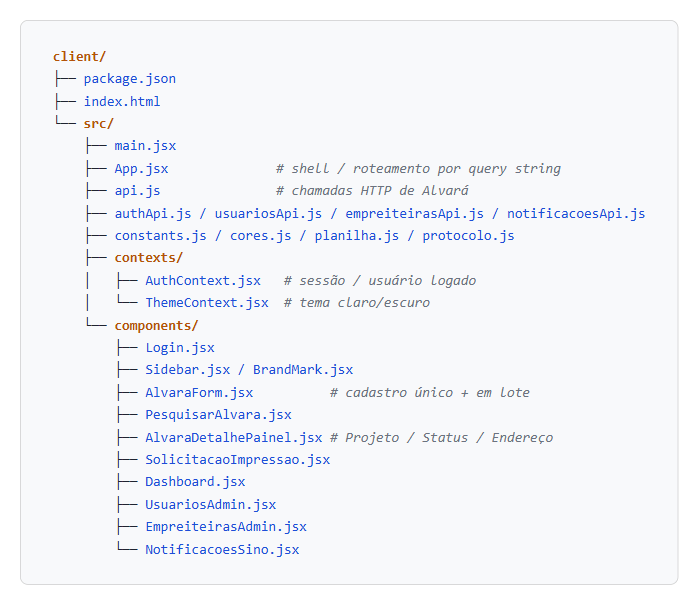 client/
├── package.json
├── index.html
└── src/
    ├── main.jsx
    ├── App.jsx              # shell / roteamento por query string
    ├── api.js               # chamadas HTTP de Alvará
    ├── authApi.js / usuariosApi.js / empreiteirasApi.js / notificacoesApi.js
    ├── constants.js / cores.js / planilha.js / protocolo.js
    ├── contexts/
    │   ├── AuthContext.jsx   # sessão / usuário logado
    │   └── ThemeContext.jsx  # tema claro/escuro
    └── components/
        ├── Login.jsx
        ├── Sidebar.jsx / BrandMark.jsx
        ├── AlvaraForm.jsx          # cadastro único + em lote
        ├── PesquisarAlvara.jsx
        ├── AlvaraDetalhePainel.jsx # Projeto / Status / Endereço
        ├── SolicitacaoImpressao.jsx
        ├── Dashboard.jsx
        ├── UsuariosAdmin.jsx
        ├── EmpreiteirasAdmin.jsx
        └── NotificacoesSino.jsx